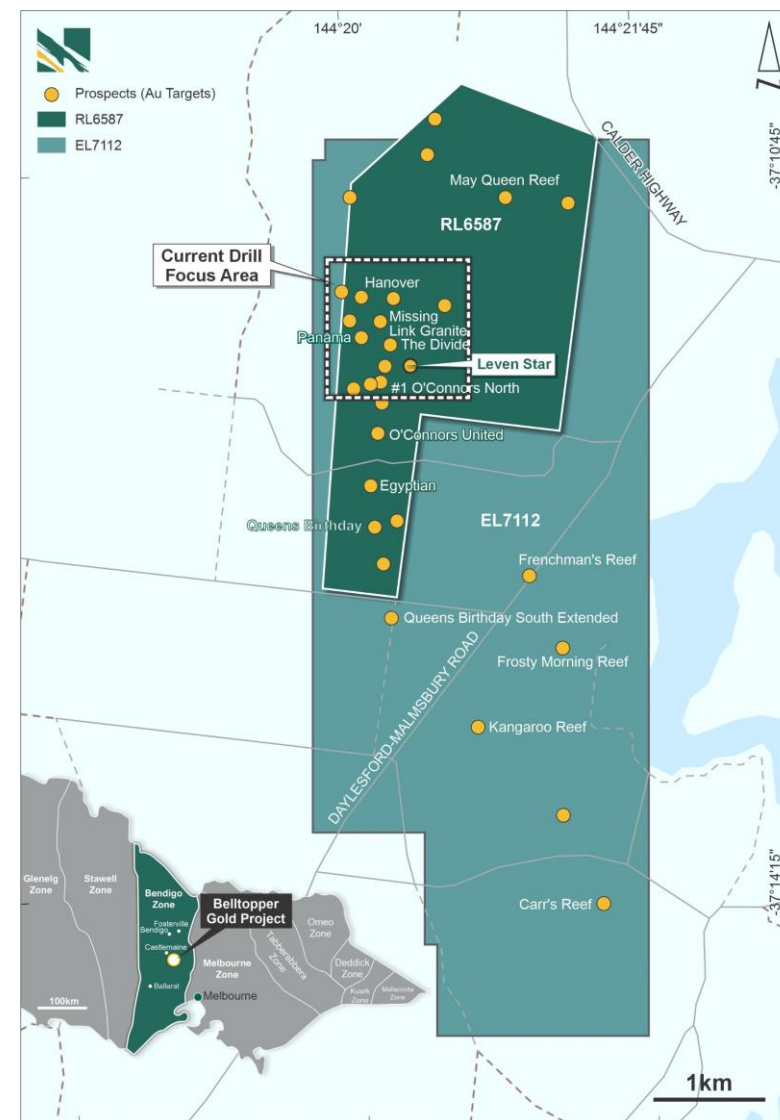 144°20'
144°21'45"
Z
Prospects (Au Targets)
RL6587
EL7112
-37°10'45"
CALDER HIGHWAY
May Queen Reef
RL6587
Current Drill
Focus Area
Hanover
Missing
Link Granite
Panama
The Divide
Leven Star
#1 O'Connors North
O'Connors United
Egyptian
Queens Birthday
EL7112
Frenchman's Reef
Queens Birthday South Extended
Frosty Morning Reef
DAYLESFORD-MALMSBURY ROAD
Kangaroo Reef
-37°14'15"
Carr's Reef
Glenelg
Zone
Stawell
Zone
Bendigo
Zone
Belltopper
Gold Project
Fosterville
Bendigo
Castlemaine
Ballarat
Melbourne
Zone
Melbourne
Tabberabbera
Zone
Omeo
Zone
Deddick
Zone
Kuark
Zone
Mallacoota
Zone
100km
1km